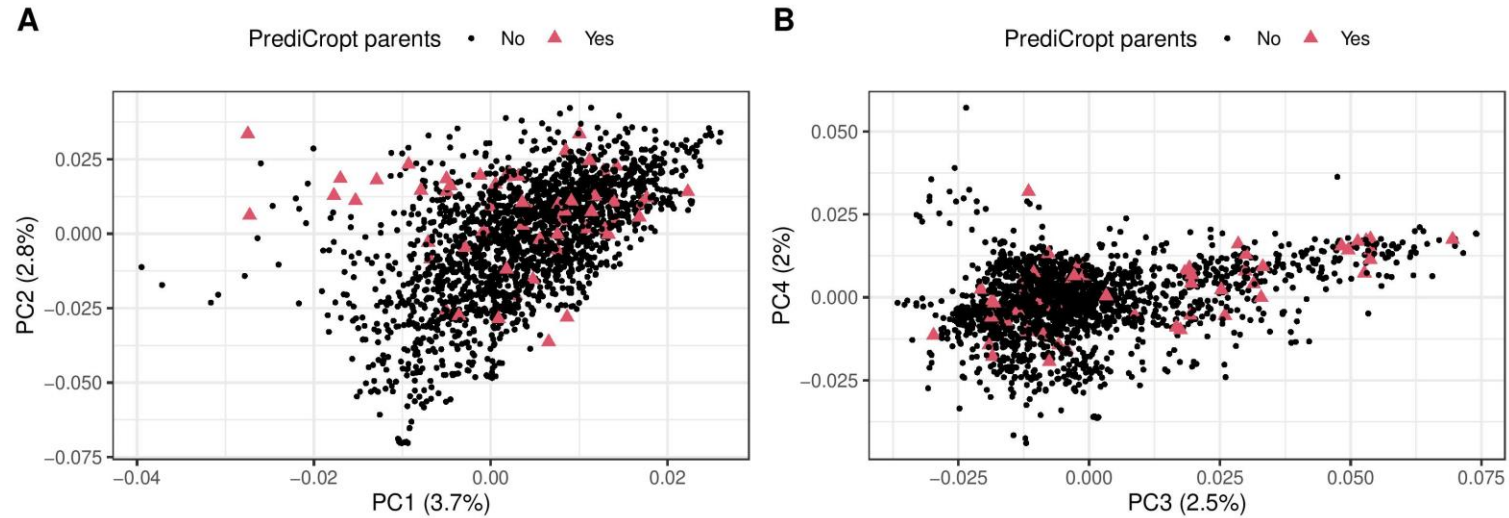 A
PrediCropt parents No Yes
0.025
0.000
−0.025
−0.050
−0.075
PC2 (2.8%)
−0.04 −0.02 0.00 0.02
PC1 (3.7%)
B
PrediCropt parents No Yes
0.050
0.025
0.000
−0.025
PC4 (2%)
−0.025 0.000 0.025 0.050 0.075
PC3 (2.5%)